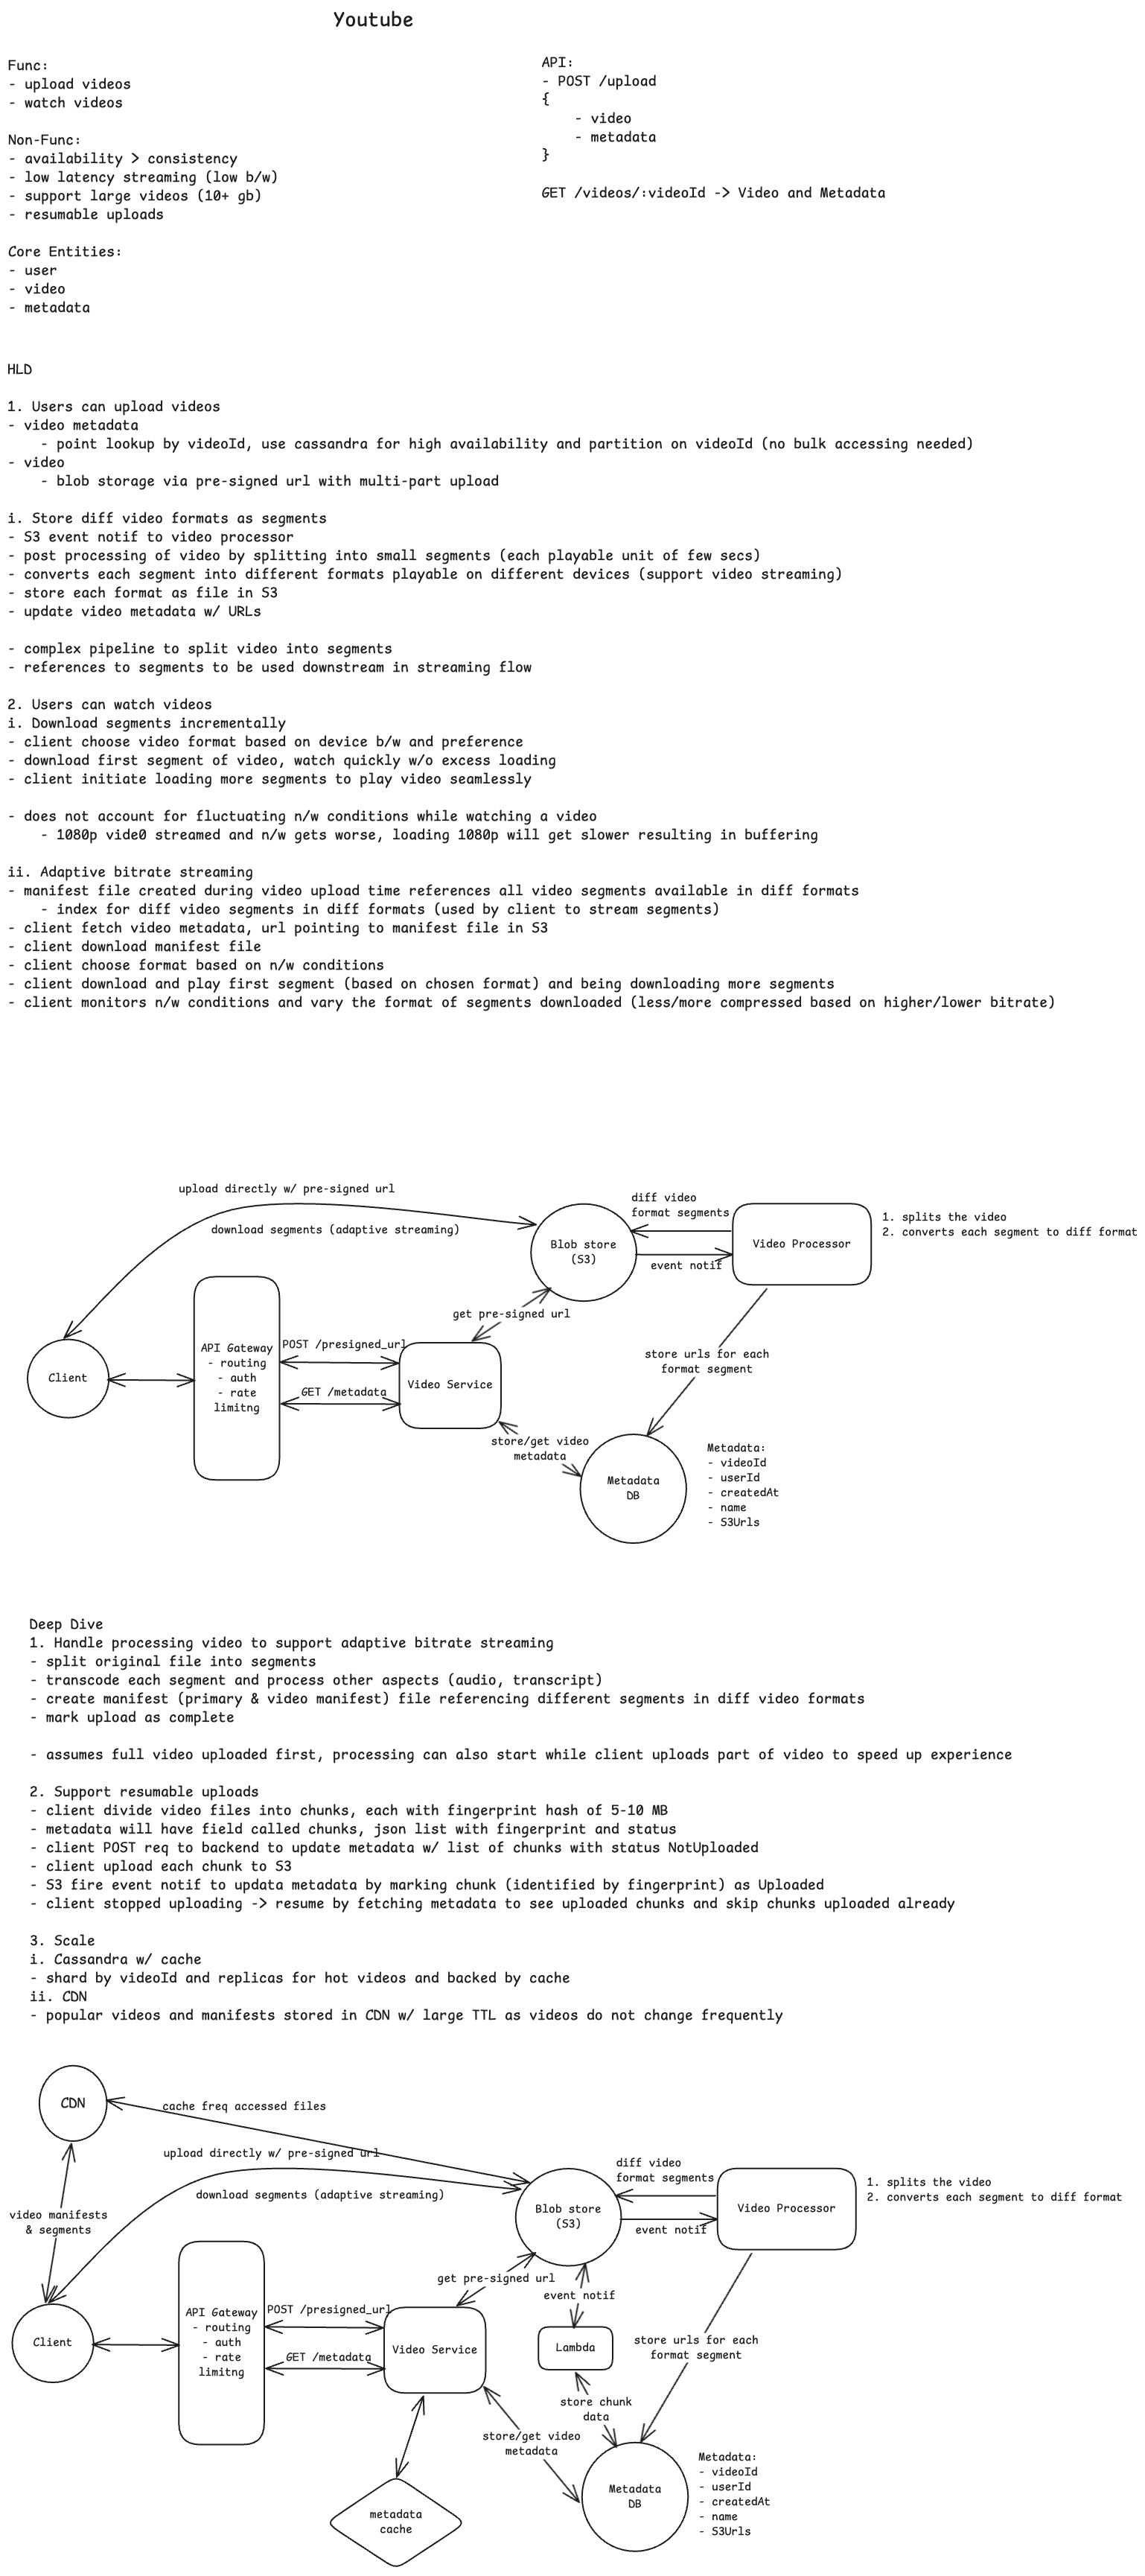 Youtube
Func:
- upload videos
- watch videos
Non-Func:
- availability > consistency
- low latency streaming (low b/w)
- support large videos (10+ gb)
- resumable uploads
Core Entities:
- user
- video
- metadata
API:
- POST /upload
{
- video
- metadata
}
GET /videos/:videoId -> Video and Metadata
HLD
1. Users can upload videos
- video metadata
- point lookup by videoId, use cassandra for high availability and partition on videoId (no bulk accessing needed)
- video
- blob storage via pre-signed url with multi-part upload
i. Store diff video formats as segments
- S3 event notif to video processor
- post processing of video by splitting into small segments (each playable unit of few secs)
- converts each segment into different formats playable on different devices (support video streaming)
- store each format as file in S3
- update video metadata w/ URLs
- complex pipeline to split video into segments
- references to segments to be used downstream in streaming flow
2. Users can watch videos
i. Download segments incrementally
- client choose video format based on device b/w and preference
- download first segment of video, watch quickly w/o excess loading
- client initiate loading more segments to play video seamlessly
- does not account for fluctuating n/w conditions while watching a video
- 1080p vide0 streamed and n/w gets worse, loading 1080p will get slower resulting in buffering
ii. Adaptive bitrate streaming
- manifest file created during video upload time references all video segments available in diff formats
- index for diff video segments in diff formats (used by client to stream segments)
- client fetch video metadata, url pointing to manifest file in S3
- client download manifest file
- client choose format based on n/w conditions
- client download and play first segment (based on chosen format) and being downloading more segments
- client monitors n/w conditions and vary the format of segments downloaded (less/more compressed based on higher/lower bitrate)
upload directly w/ pre-signed url
download segments (adaptive streaming)
Blob store
(S3)
diff video
format segments
event notif
Video Processor
1. splits the video
2. converts each segment to diff format
get pre-signed url
Client
API Gateway
- routing
- auth
- rate
limitng
POST /presigned_url
GET /metadata
Video Service
store urls for each
format segment
store/get video
metadata
Metadata
DB
Metadata:
- videoId
- userId
- createdAt
- name
- S3Urls
Deep Dive
1. Handle processing video to support adaptive bitrate streaming
- split original file into segments
- transcode each segment and process other aspects (audio, transcript)
- create manifest (primary & video manifest) file referencing different segments in diff video formats
- mark upload as complete
- assumes full video uploaded first, processing can also start while client uploads part of video to speed up experience
2. Support resumable uploads
- client divide video files into chunks, each with fingerprint hash of 5-10 MB
- metadata will have field called chunks, json list with fingerprint and status
- client POST req to backend to update metadata w/ list of chunks with status NotUploaded
- client upload each chunk to S3
- S3 fire event notif to updata metadata by marking chunk (identified by fingerprint) as Uploaded
- client stopped uploading -> resume by fetching metadata to see uploaded chunks and skip chunks uploaded already
3. Scale
i. Cassandra w/ cache
- shard by videoId and replicas for hot videos and backed by cache
ii. CDN
- popular videos and manifests stored in CDN w/ large TTL as videos do not change frequently
CDN
cache freq accessed files
upload directly w/ pre-signed url
download segments (adaptive streaming)
video manifests
& segments
Blob store
(S3)
diff video
format segments
event notif
Video Processor
1. splits the video
2. converts each segment to diff format
get pre-signed url
event notif
Client
API Gateway
- routing
- auth
- rate
limitng
POST /presigned_url
GET /metadata
Video Service
Lambda
store urls for each
format segment
store chunk
data
store/get video
metadata
metadata
cache
Metadata
DB
Metadata:
- videoId
- userId
- createdAt
- name
- S3Urls